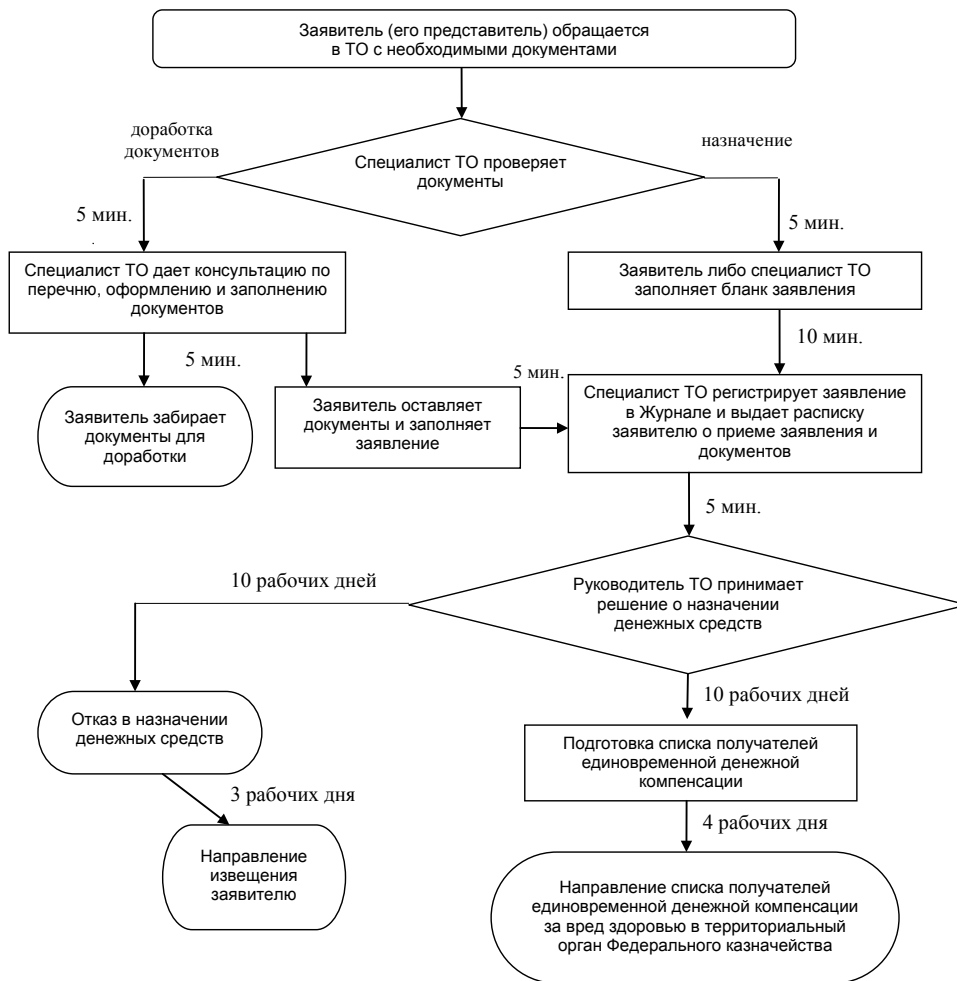 Заявитель (его представитель) обращается
в ТО с необходимыми документами
доработка
документов
назначение
Специалист ТО проверяет
документы
5 мин.
5 мин.
Специалист ТО дает консультацию по
перечню, оформлению и заполнению
документов
Заявитель либо специалист ТО
заполняет бланк заявления
5 мин.
10 мин.
5 мин.
Заявитель забирает
документы для
доработки
Заявитель оставляет
документы и заполняет
заявление
Специалист ТО регистрирует заявление
в Журнале и выдает расписку
заявителю о приеме заявления и
документов
5 мин.
10 рабочих дней
Руководитель ТО принимает
решение о назначении
денежных средств
10 рабочих дней
Отказ в назначении
денежных средств
Подготовка списка получателей
единовременной денежной
компенсации
3 рабочих дня
4 рабочих дня
Направление
извещения
заявителю
Направление списка получателей
единовременной денежной компенсации
за вред здоровью в территориальный
орган Федерального казначейства